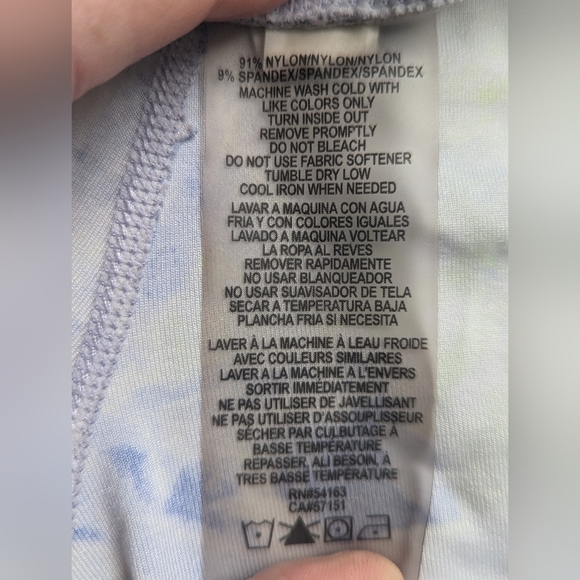 91% NYLON/NYLON/NYLON
9% SPANDEX/SPANDEX/SPANDEX
MACHINE WASH COLD WITH
LIKE COLORS ONLY
TURN INSIDE OUT
REMOVE PROMPTLY
DO NOT BLEACH
DO NOT USE FABRIC SOFTENER
TUMBLE DRY LOW
COOL IRON WHEN NEEDED
LAVAR A MAQUINA CON AGUA
FRIA Y CON COLORES IGUALES
LAVADO A MAQUINA VOLTEAR
LA ROPA AL REVES
REMOVER RAPIDAMENTE
NO USAR BLANQUEADOR
NO USAR SUAVISADOR DE TELA
SECAR A TEMPERATURA BAJA
PLANCHA FRIA SI NECESITA
LAVER À LA MACHINE À LEAU FROIDE
AVEC COULEURS SIMILAIRES
LAVER A LA MACHINE A L'ENVERS
SORTIR IMMÉDIATEMENT
NE PAS UTILISER DE JAVELLISANT
NE PAS UTILISER D'ASSOUPLISSEUR
SÉCHER PAR CULBUTAGE À
BASSE TEMPÉRATURE
REPASSER, ALI BESOIN, A
TRES BASSE TEMPÉRATURE
RN#54163
CA#57151